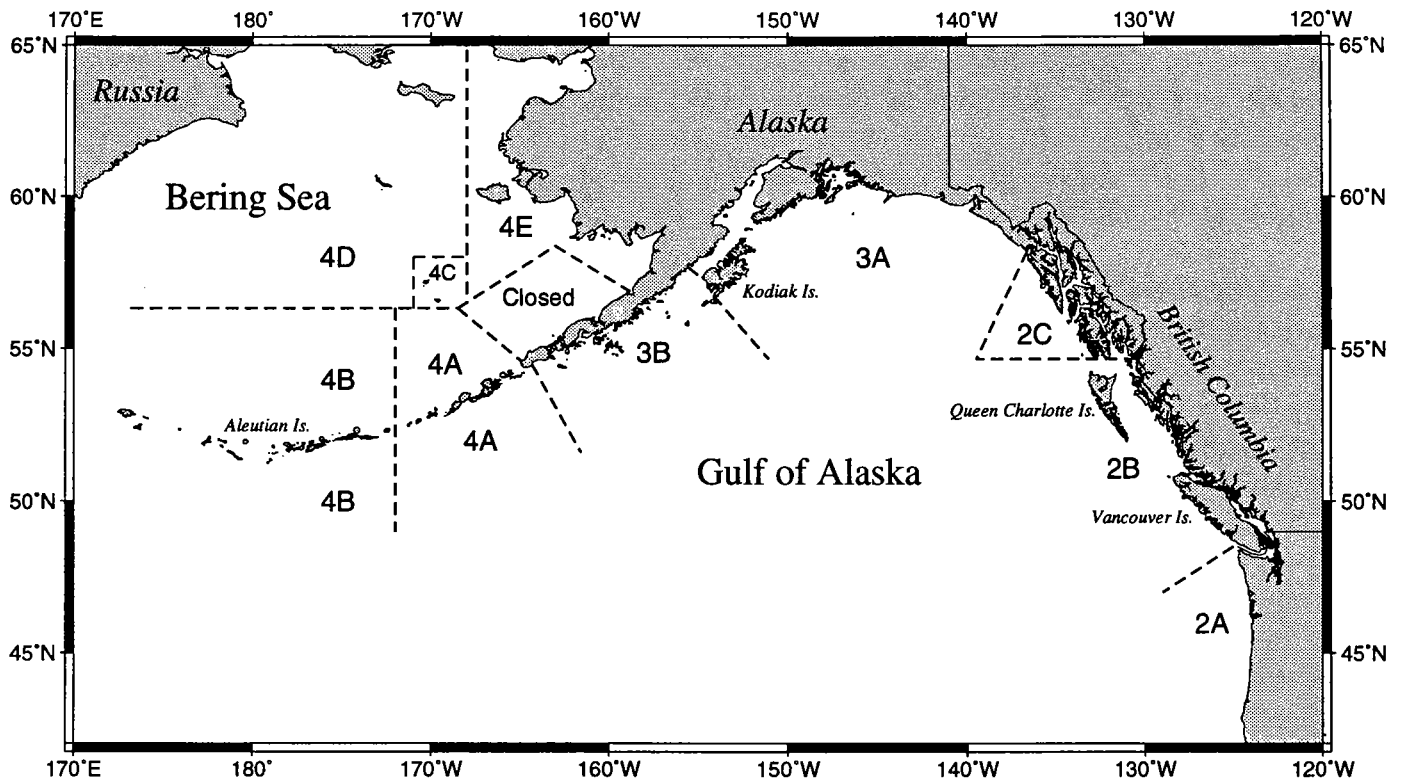 170˚E 180˚ 170˚W 160˚W 150˚W 140˚W 130˚W 120˚W
65˚N 65˚N
Russia
Alaska
60˚N Bering Sea 60˚N
4E
4D 4C 3A
Closed Kodiak Is.
British Columbia
2C
55˚N 4A 3B 55˚N
4B
Queen Charlotte Is.
Aleutian Is.
4A
Gulf of Alaska 2B
50˚N 4B 50˚N
Vancouver Is.
2A
45˚N 45˚N
170˚E 180˚ 170˚W 160˚W 150˚W 140˚W 130˚W 120˚W